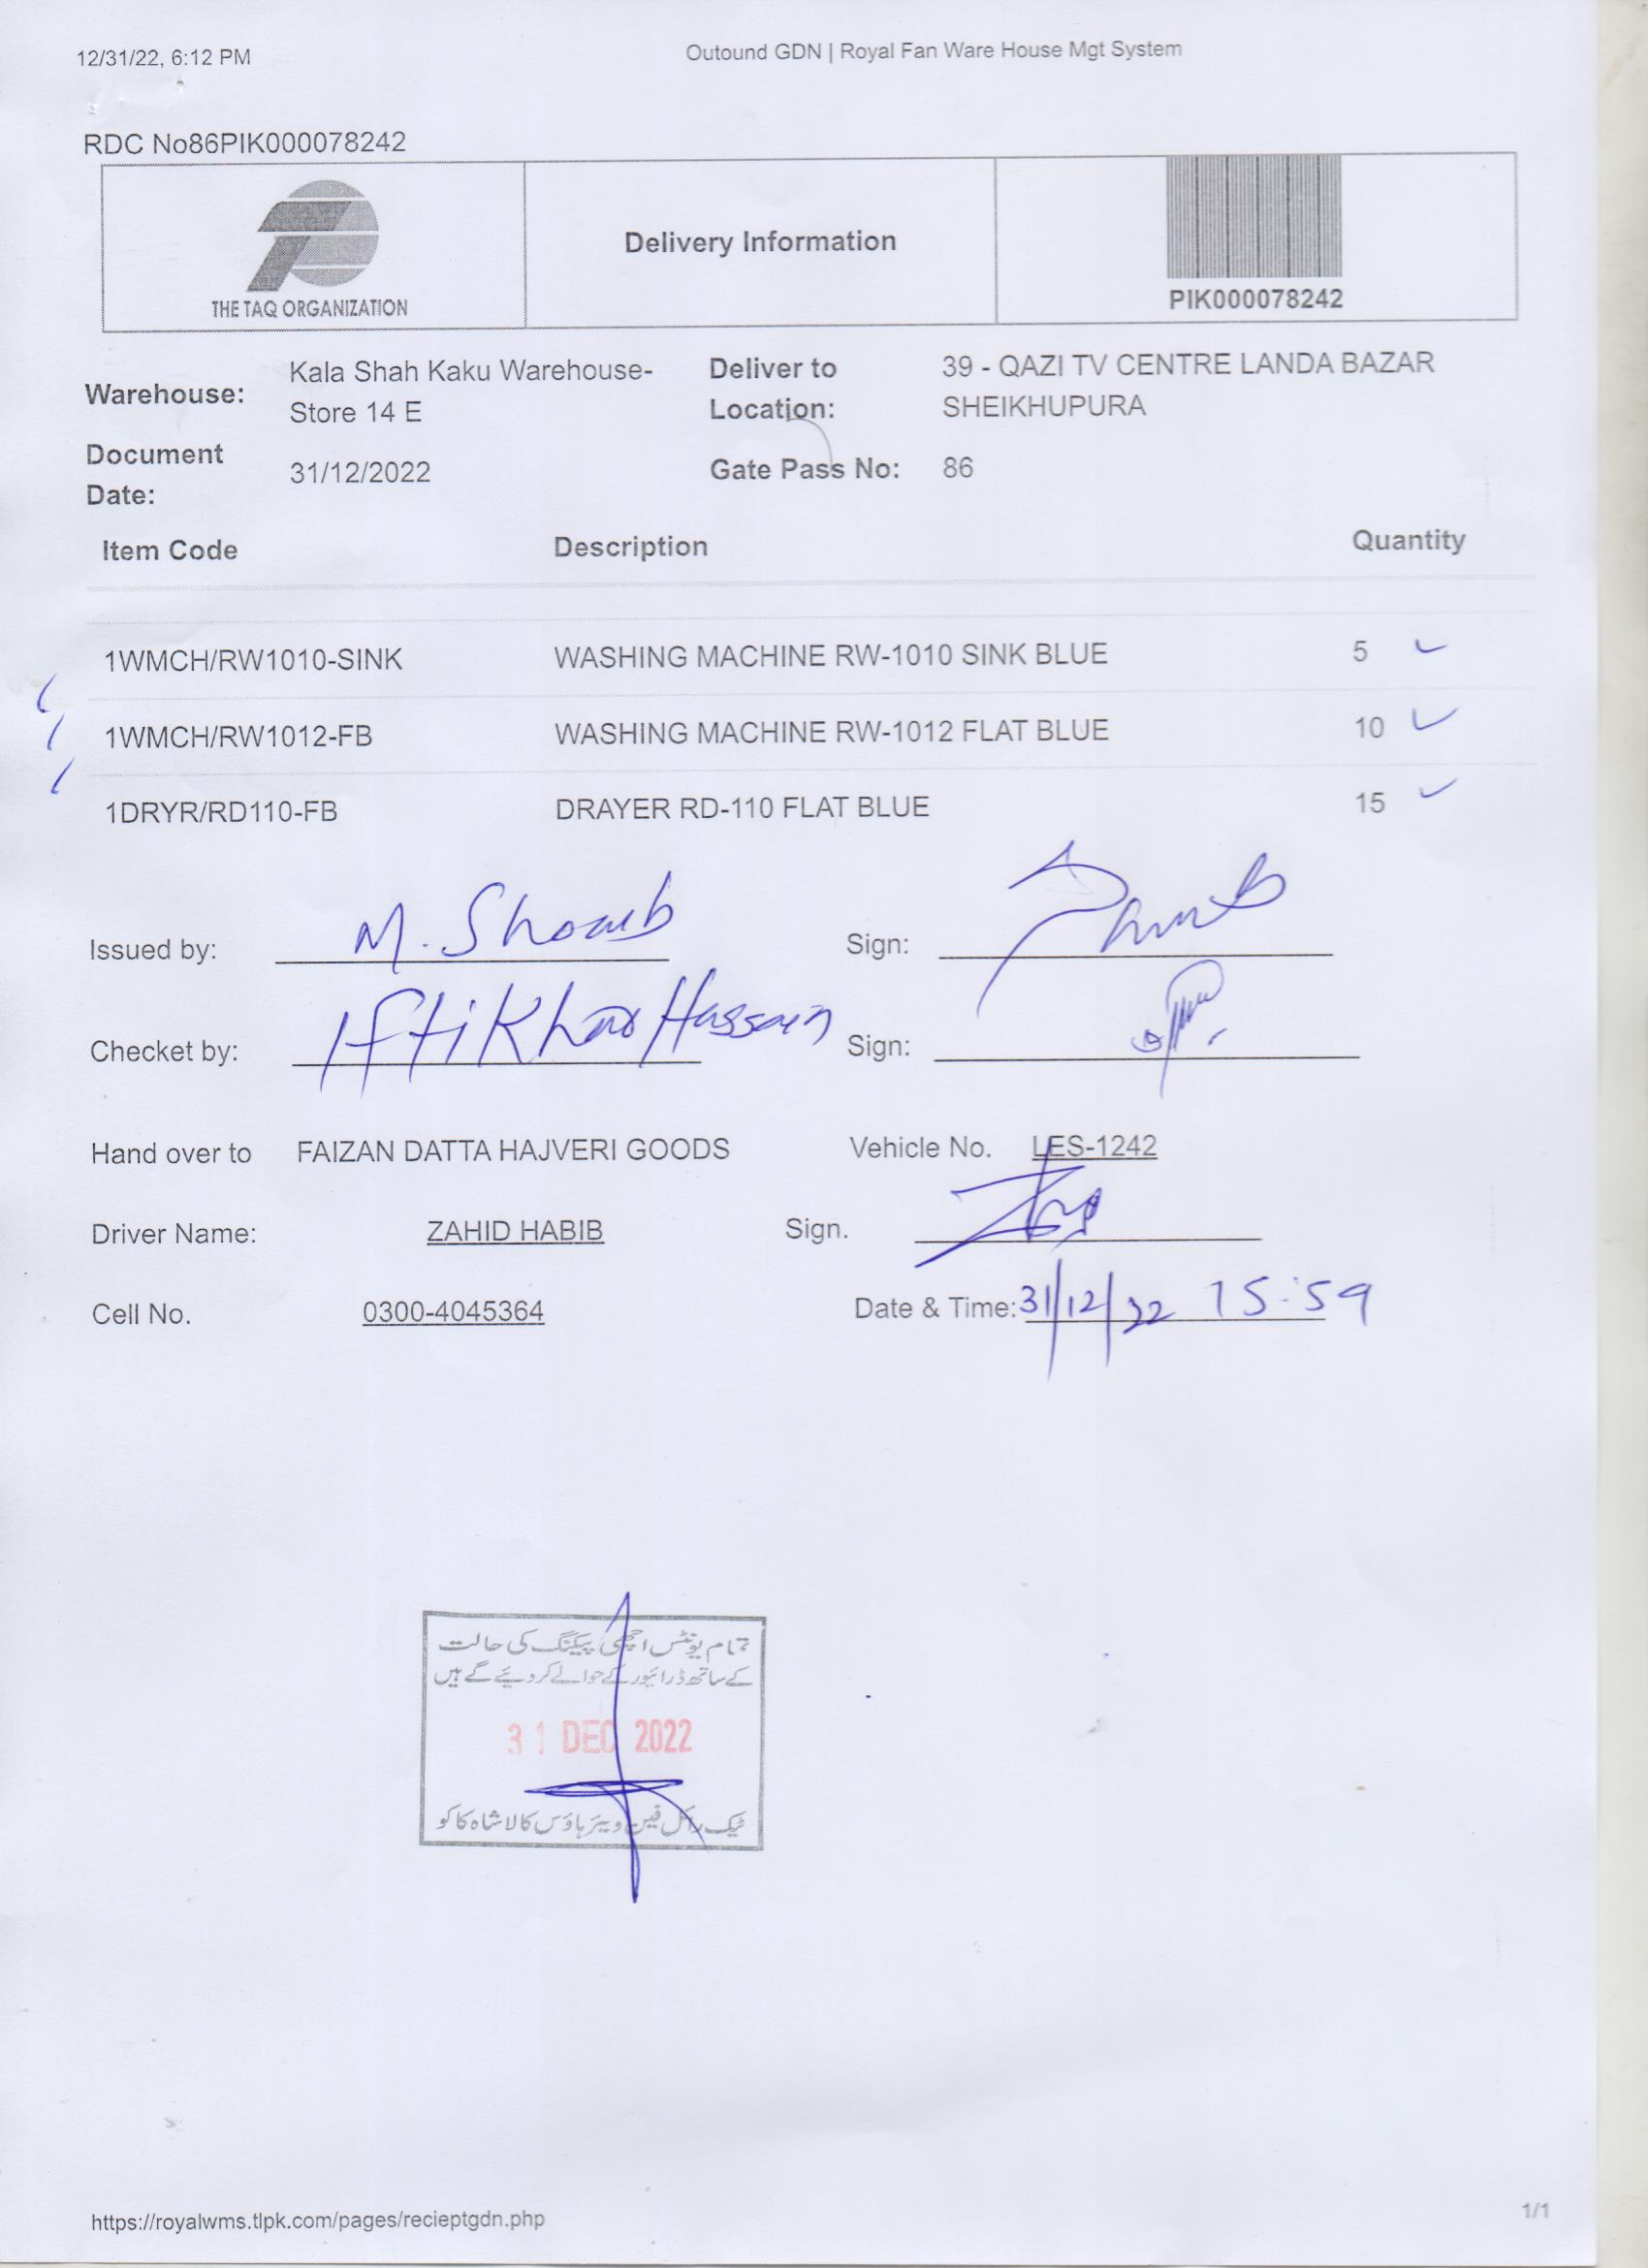 12/31/22, 6:12 PM
Outound GDN | Royal Fan Ware House Mgt System
RDC No86PIK000078242
THE TAQ ORGANIZATION
Delivery Information
PIK000078242
Warehouse: Kala Shah Kaku Warehouse-
Store 14 E
Deliver to Location: 39 - QAZI TV CENTRE LANDA BAZAR
SHEIKHUPURA
Document Date: 31/12/2022
Gate Pass No: 86
Item Code Description Quantity
1WMCH/RW1010-SINK WASHING MACHINE RW-1010 SINK BLUE 5
1WMCH/RW1012-FB WASHING MACHINE RW-1012 FLAT BLUE 10
1DRYR/RD110-FB DRAYER RD-110 FLAT BLUE 15
Issued by: M. Shoaib Sign:
Checket by: Iftikhar Hassain Sign:
Hand over to FAIZAN DATTA HAJVERI GOODS Vehicle No. LES-1242
Driver Name: ZAHID HABIB Sign.
Cell No. 0300-4045364 Date & Time: 31/12/22 15:59
تمام یونٹس اچھی پیکنگ کی حالت
کے ساتھ ڈرائیور کے حوالے کر دیئے گے ہیں
31 DEC 2022
ٹیک رائل فین ویئر ہاؤس کالا شاہ کاکو
https://royalwms.tlpk.com/pages/recieptgdn.php
1/1